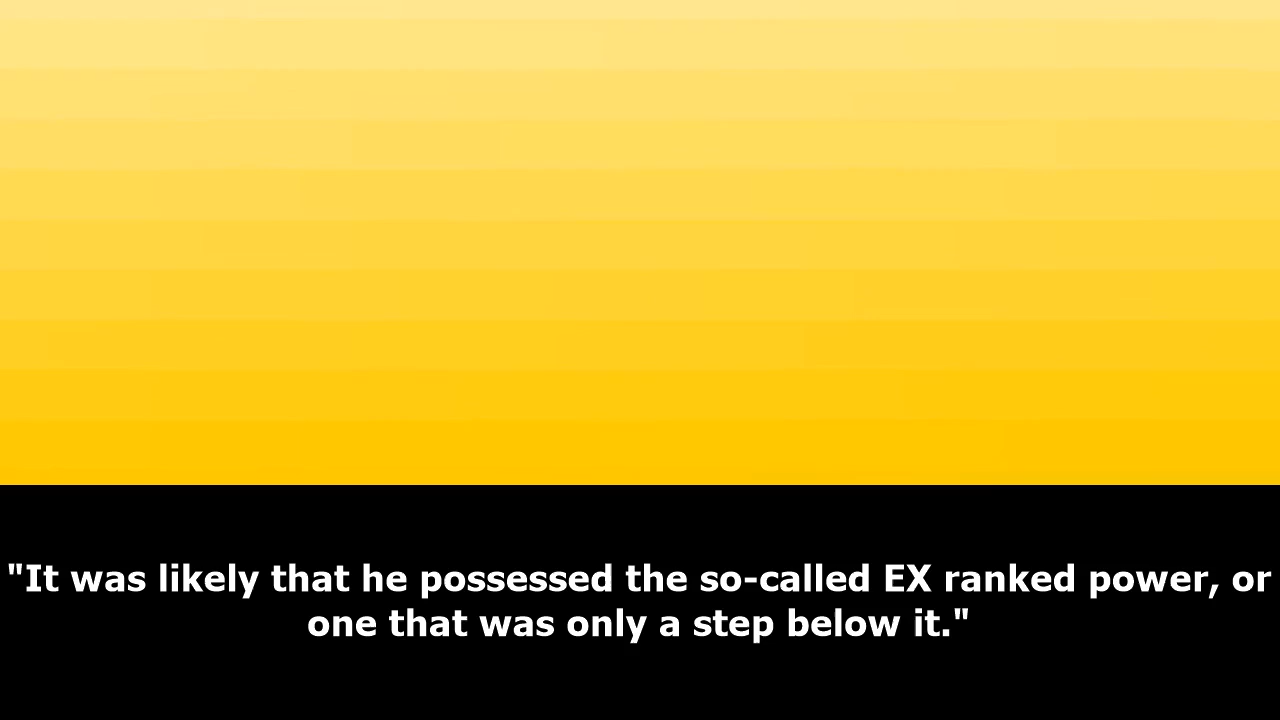 "It was likely that he possessed the so-called EX ranked power, or
one that was only a step below it."